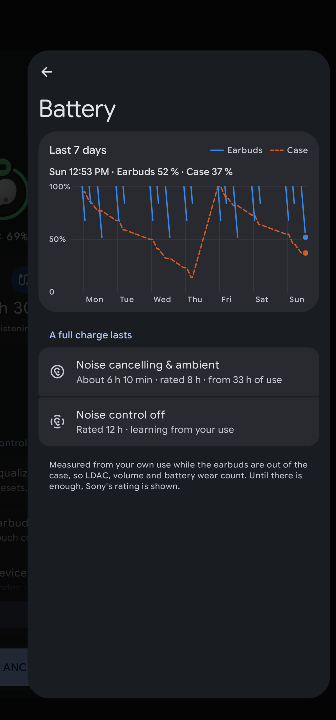 Battery
Last 7 days
Earbuds
Case
Sun 12:53 PM · Earbuds 52 % · Case 37 %
100%
50%
0
Mon Tue Wed Thu Fri Sat Sun
69%
A full charge lasts
Noise cancelling & ambient
About 6 h 10 min · rated 8 h · from 33 h of use
Noise control off
Rated 12 h · learning from your use
Measured from your own use while the earbuds are out of the
case, so LDAC, volume and battery wear count. Until there is
enough, Sony's rating is shown.
ANC